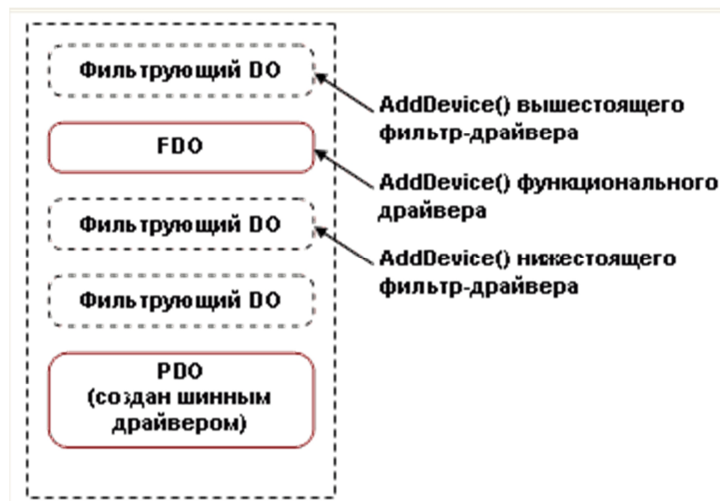 Фильтрующий DO
AddDevice() вышестоящего
фильтр-драйвера
FDO
AddDevice() функционального
драйвера
Фильтрующий DO
AddDevice() нижестоящего
фильтр-драйвера
Фильтрующий DO
PDO
(создан шинным
драйвером)